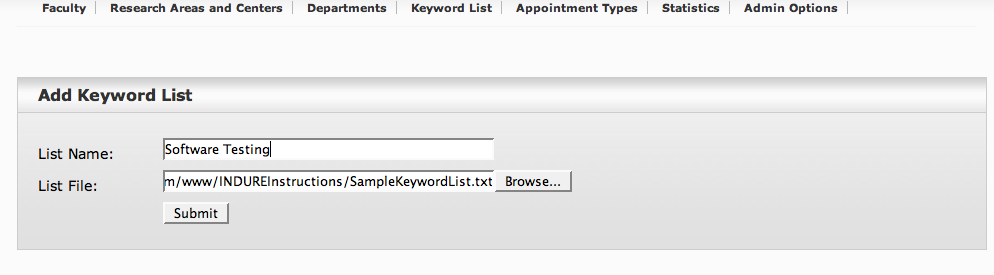 Faculty | Research Areas and Centers | Departments | Keyword List | Appointment Types | Statistics | Admin Options |
Add Keyword List
List Name: Software Testing
List File: m/www/INDUREInstructions/SampleKeywordList.txt Browse...
Submit